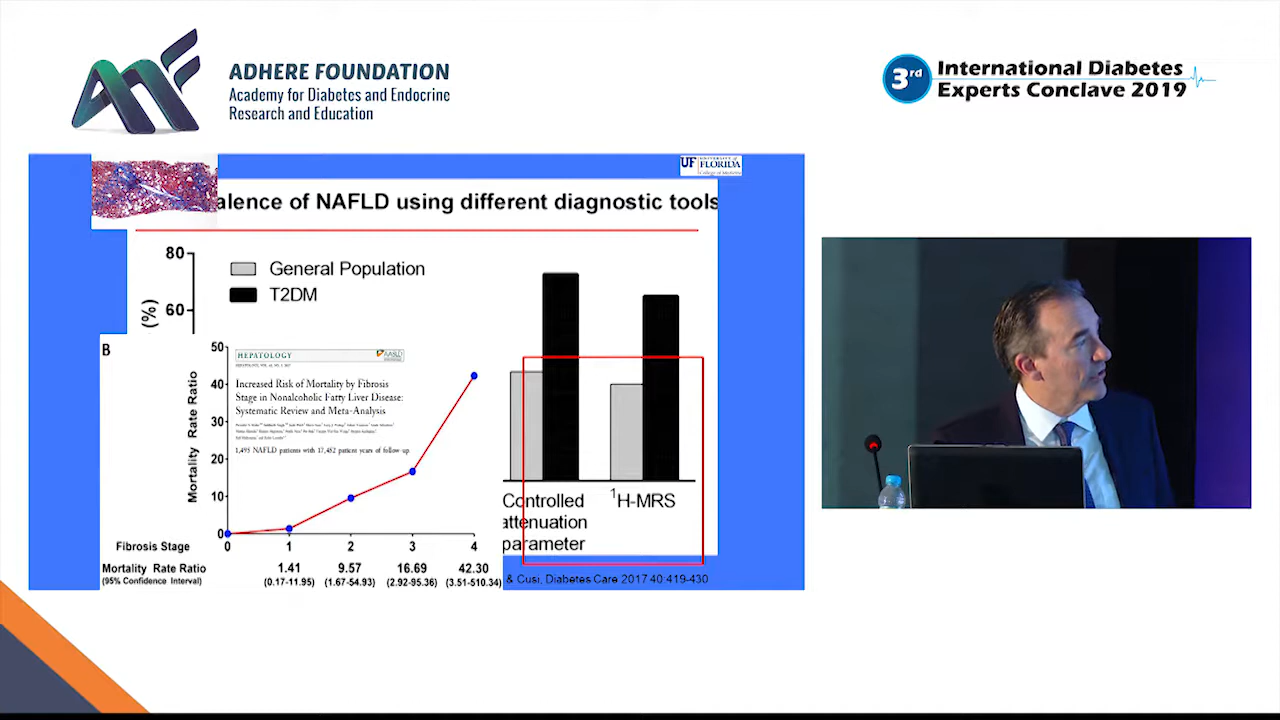 ADHERE FOUNDATION
Academy for Diabetes and Endocrine
Research and Education
3rd
International Diabetes
Experts Conclave 2019
UF UNIVERSITY of
FLORIDA
College of Medicine
alence of NAFLD using different diagnostic tools
80
60
(%)
General Population
T2DM
B
Mortality Rate Ratio
50
40
30
20
10
0
HEPATOLOGY
AASLD
Increased Risk of Mortality by Fibrosis
Stage in Nonalcoholic Fatty Liver Disease:
Systematic Review and Meta-Analysis
1,495 NAFLD patients with 17,452 patient years of follow-up
Fibrosis Stage
0 1 2 3 4
Mortality Rate Ratio 1.41 9.57 16.69 42.30
(95% Confidence Interval) (0.17-11.95) (1.67-54.93) (2.92-95.36) (3.51-510.34)
Controlled
attenuation
parameter
1H-MRS
& Cusi, Diabetes Care 2017 40:419-430